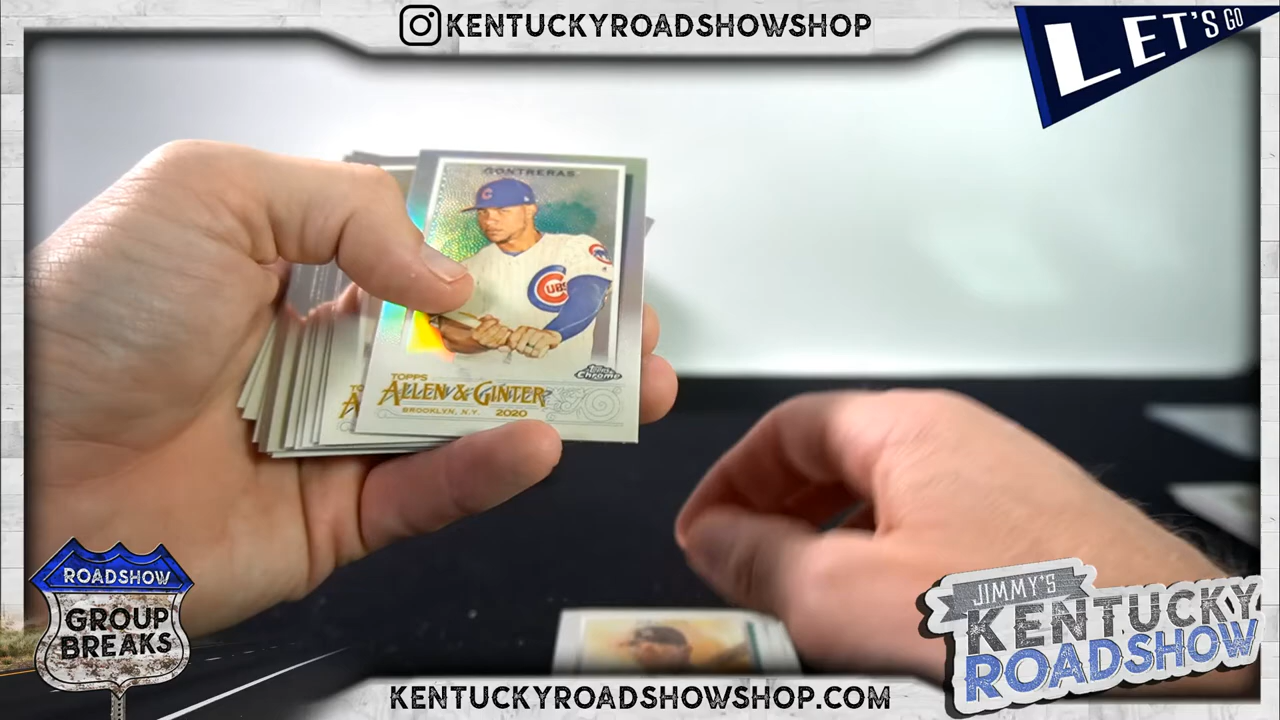 KENTUCKYROADSHOWSHOP
LET'S GO
CONTRERAS
C
CUBS
Topps
Chrome
TOPPS
ALLEN & GINTER
BROOKLYN, N.Y. 2020
ROADSHOW
GROUP
BREAKS
JIMMY'S
KENTUCKY
ROADSHOW
KENTUCKYROADSHOWSHOP.COM